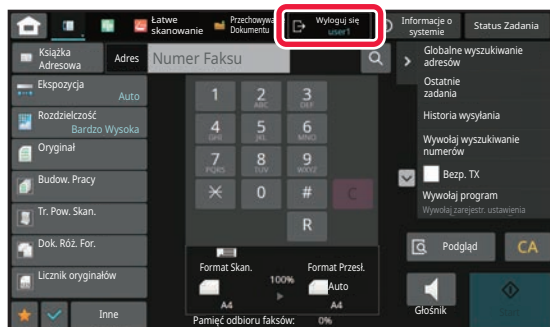 Łatwe
skanowanie
Przechowywa
Dokumentu
Wyloguj się
user1
Informacje o
systemie
Status Zadania
Książka
Adresowa
Adres
Numer Faksu
Ekspozycja
Auto
Rozdzielczość
Bardzo Wysoka
Oryginał
Budow. Pracy
Tr. Pow. Skan.
Dok. Róż. For.
Licznik oryginałów
Inne
1
2
ABC
3
DEF
4
GHI
5
JKL
6
MNO
7
PQRS
8
TUV
9
WXYZ
0
#
C
R
Format Skan.
100%
Format Przesł.
Auto
A4
A4
Pamięć odbioru faksów: 0%
Globalne wyszukiwanie
adresów
Ostatnie
zadania
Historia wysyłania
Wywołaj wyszukiwanie
numerów
Bezp. TX
Wywołaj program
Wywołaj zarejestr. ustawienia
Podgląd
CA
Głośnik
Start